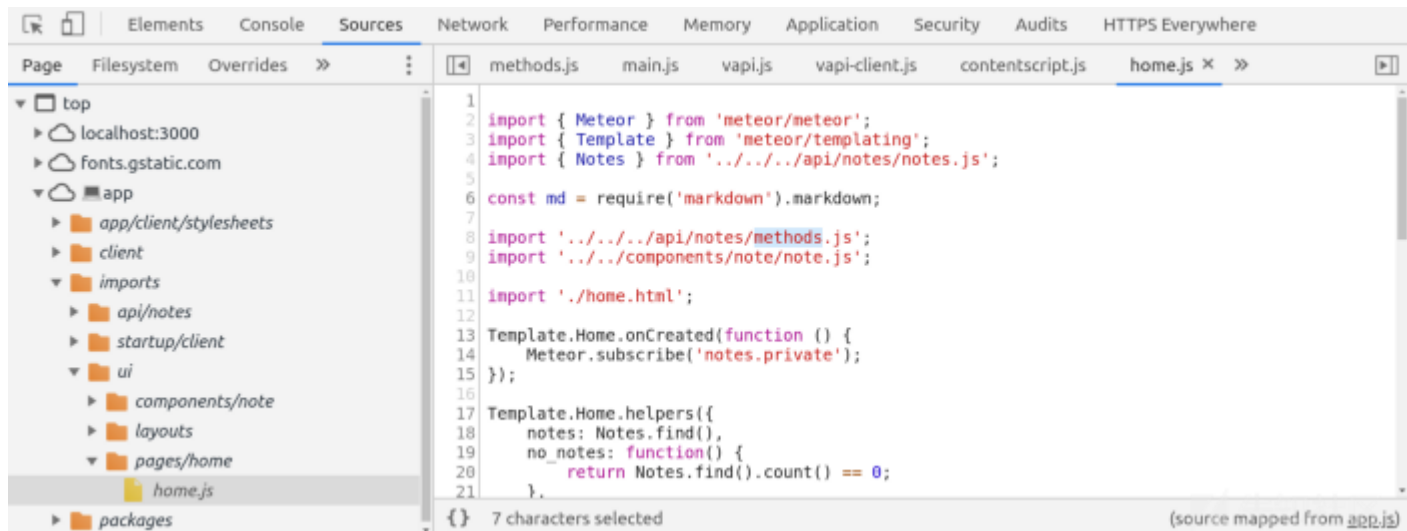 Elements Console Sources Network Performance Memory Application Security Audits HTTPS Everywhere
Page Filesystem Overrides »
methods.js main.js vapi.js vapi-client.js contentscript.js home.js × »
top
localhost:3000
fonts.gstatic.com
app
app/client/stylesheets
client
imports
api/notes
startup/client
ui
components/note
layouts
pages/home
home.js
packages
1
2 import { Meteor } from 'meteor/meteor';
3 import { Template } from 'meteor/templating';
4 import { Notes } from '../../../api/notes/notes.js';
5
6 const md = require('markdown').markdown;
7
8 import '../../../api/notes/methods.js';
9 import '../../components/note/note.js';
10
11 import './home.html';
12
13 Template.Home.onCreated(function () {
14     Meteor.subscribe('notes.private');
15 });
16
17 Template.Home.helpers({
18     notes: Notes.find(),
19     no_notes: function() {
20         return Notes.find().count() == 0;
21     },
{} 7 characters selected (source mapped from app.js)